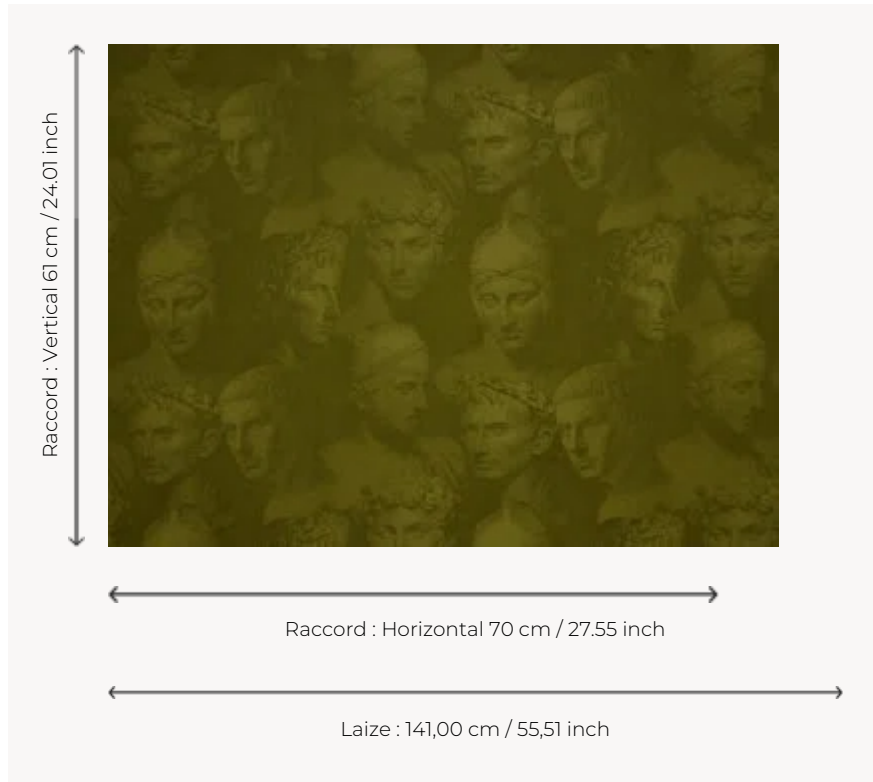 Raccord : Vertical 61 cm / 24.01 inch
Raccord : Horizontal 70 cm / 27.55 inch
Laize : 141,00 cm / 55,51 inch